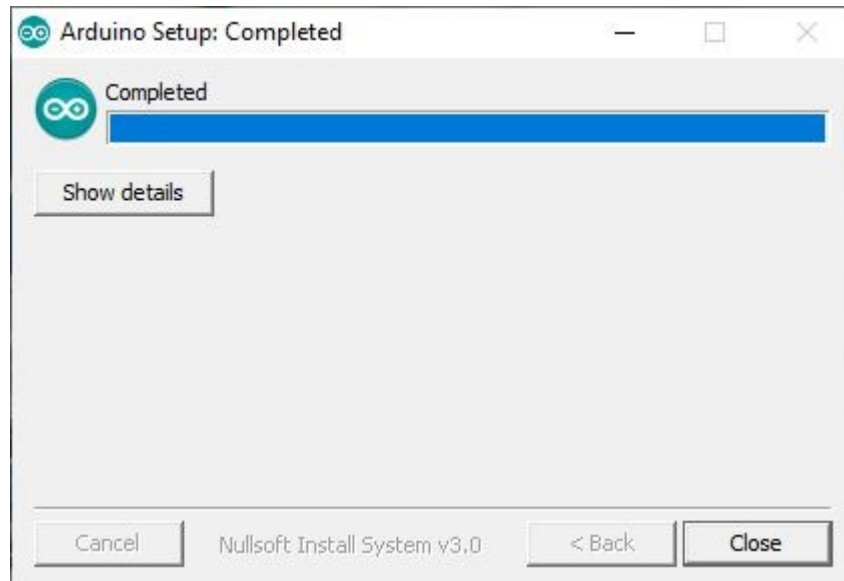 Arduino Setup: Completed
Completed
Show details
Cancel
Nullsoft Install System v3.0
< Back
Close